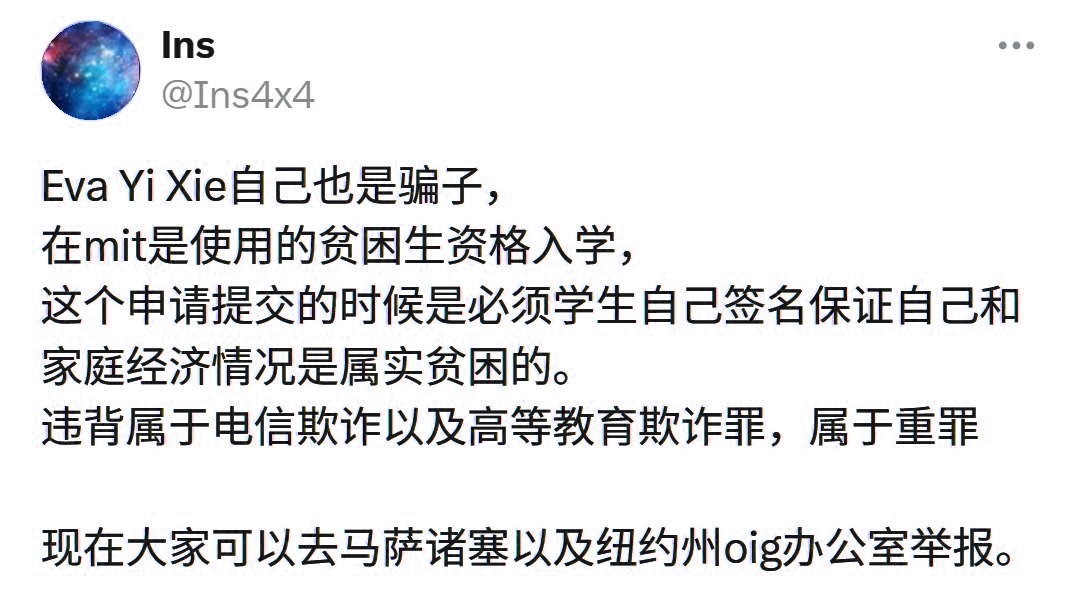 Ins
@Ins4x4
Eva Yi Xie自己也是骗子，
在mit是使用的贫困生资格入学，
这个申请提交的时候是必须学生自己签名保证自己和
家庭经济情况是属实贫困的。
违背属于电信欺诈以及高等教育欺诈罪，属于重罪
现在大家可以去马萨诸塞以及纽约州oig办公室举报。